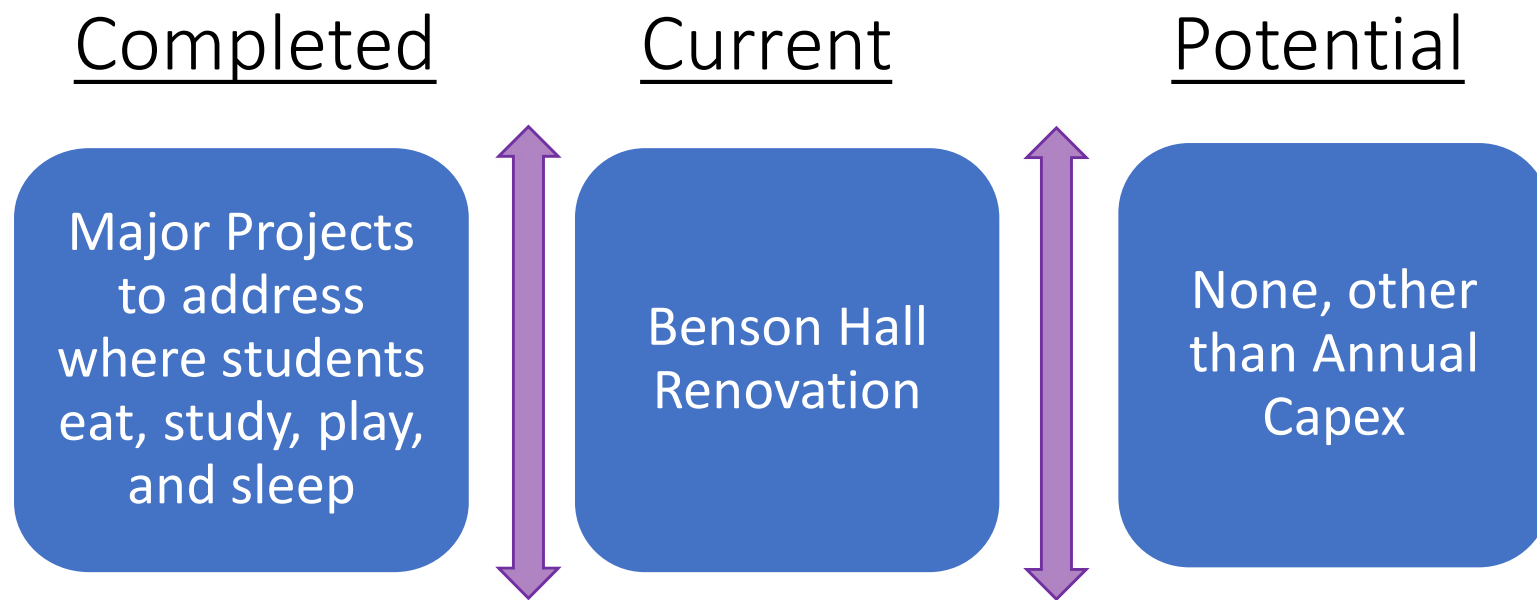 Completed
Current
Potential
Major Projects
to address
where students
eat, study, play,
and sleep
Benson Hall
Renovation
None, other
than Annual
Capex